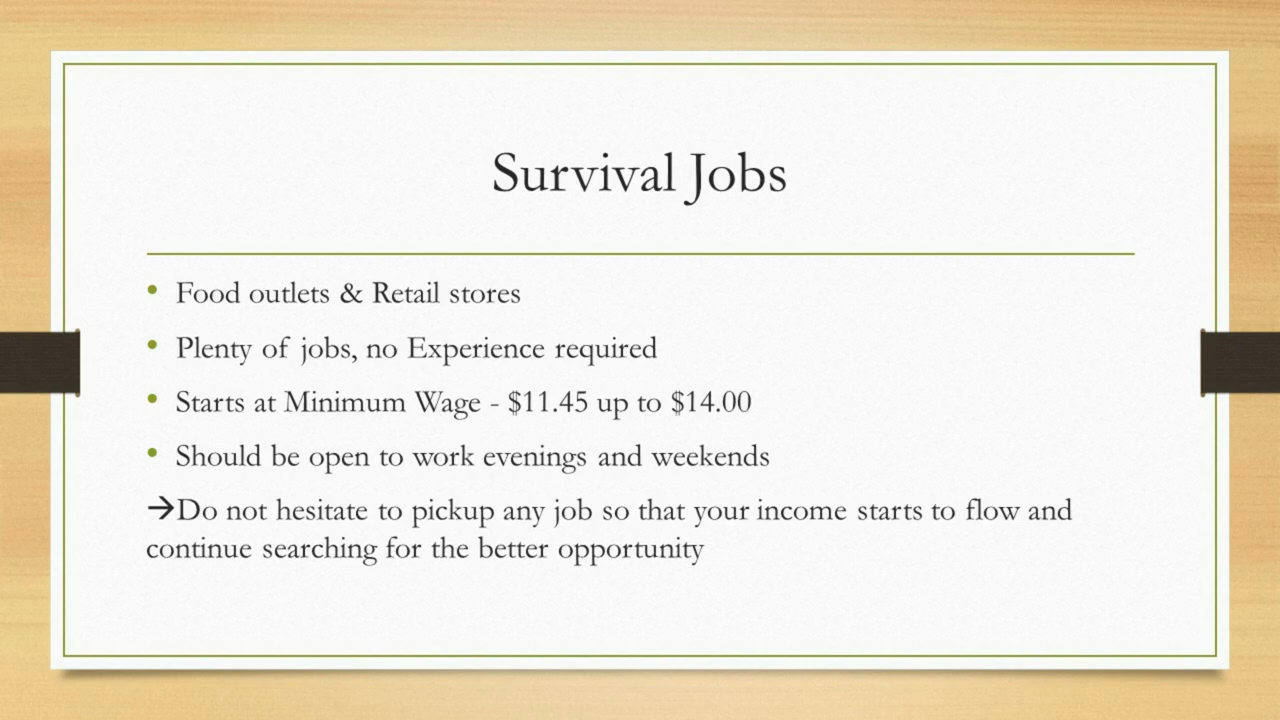 Survival Jobs
• Food outlets & Retail stores
• Plenty of jobs, no Experience required
• Starts at Minimum Wage - $11.45 up to $14.00
• Should be open to work evenings and weekends
→Do not hesitate to pickup any job so that your income starts to flow and
continue searching for the better opportunity